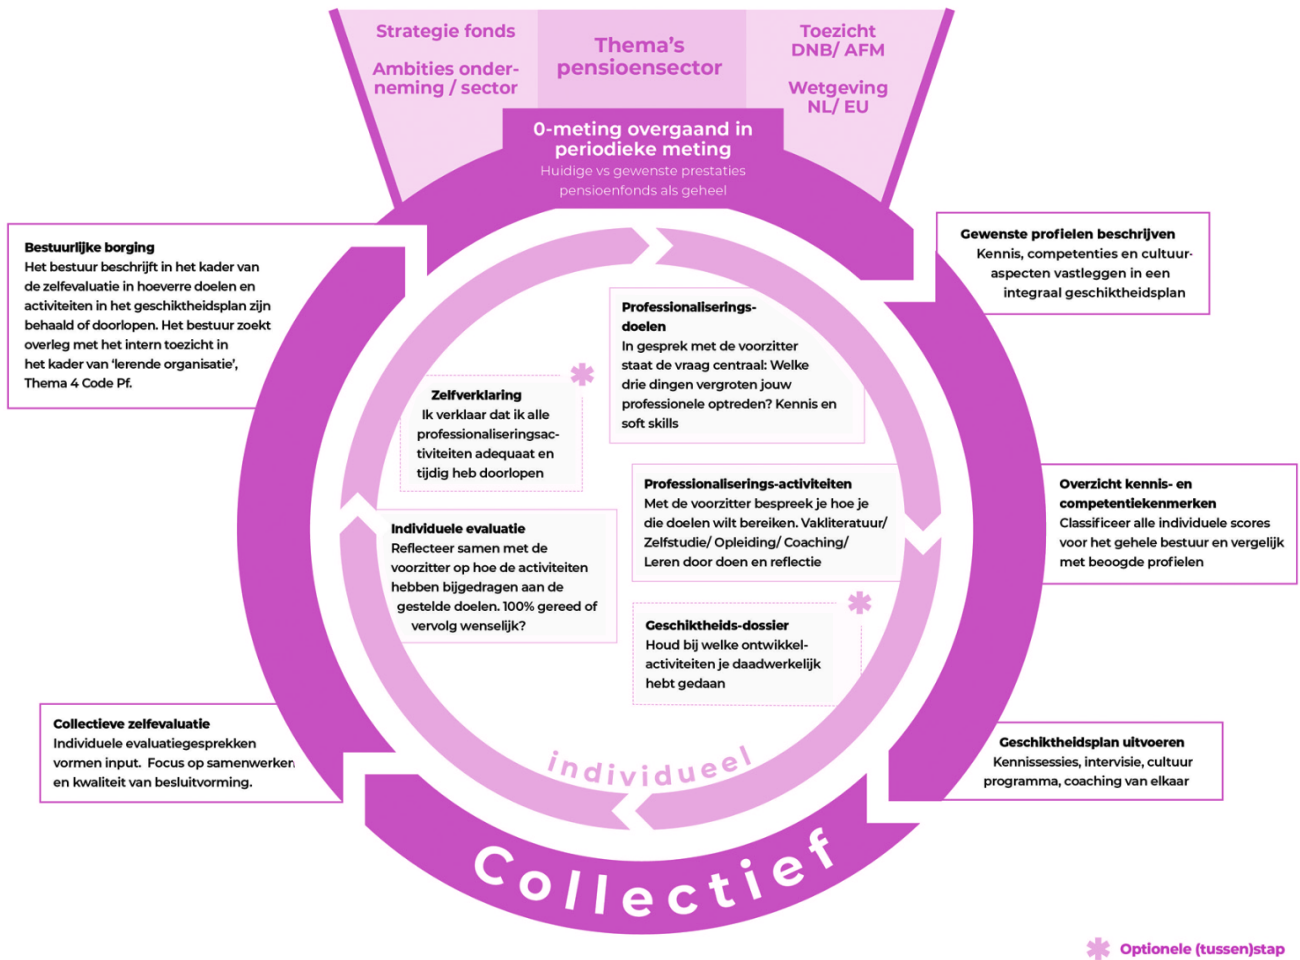 Strategie fonds
Ambities onder-
neming / sector
Thema's
pensioensector
Toezicht
DNB/ AFM
Wetgeving
NL/ EU
0-meting overgaand in
periodieke meting
Huidige vs gewenste prestaties
pensioenfonds als geheel
Gewenste profielen beschrijven
Kennis, competenties en cultuur-
aspecten vastleggen in een
integraal geschiktheidsplan
Overzicht kennis- en
competentiekenmerken
Classificeer alle individuele scores
voor het gehele bestuur en vergelijk
met beoogde profielen
Geschiktheidsplan uitvoeren
Kennissessies, intervisie, cultuur
programma, coaching van elkaar
Collectieve zelfevaluatie
Individuele evaluatiegesprekken
vormen input. Focus op samenwerken
en kwaliteit van besluitvorming.
Bestuurlijke borging
Het bestuur beschrijft in het kader van
de zelfevaluatie in hoeverre doelen en
activiteiten in het geschiktheidsplan zijn
behaald of doorlopen. Het bestuur zoekt
overleg met het intern toezicht in
het kader van ‘lerende organisatie’,
Thema 4 Code Pf.
Professionaliserings-
doelen
In gesprek met de voorzitter
staat de vraag centraal: Welke
drie dingen vergroten jouw
professionele optreden? Kennis en
soft skills
Professionaliserings-activiteiten
Met de voorzitter bespreek je hoe je
die doelen wilt bereiken. Vakliteratuur/
Zelfstudie/ Opleiding/ Coaching/
Leren door doen en reflectie
Geschiktheids-dossier
Houd bij welke ontwikkel-
activiteiten je daadwerkelijk
hebt gedaan
Individuele evaluatie
Reflecteer samen met de
voorzitter op hoe de activiteiten
hebben bijgedragen aan de
gestelde doelen. 100% gereed of
vervolg wenselijk?
Zelfverklaring
Ik verklaar dat ik alle
professionaliseringsac-
tiviteiten adequaat en
tijdig heb doorlopen
individueel
Collectief
Optionele (tussen)stap